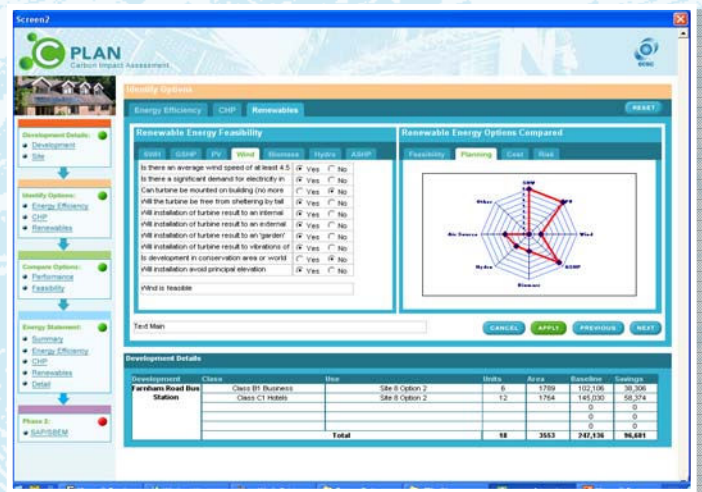 Screen2
C PLAN
Carbon Impact Assessment
Identify Options
Energy Efficiency CHP Renewables
RESET
Development Details:
Development
Site
Identify Options:
Energy Efficiency
CHP
Renewables
Compare Options:
Performance
Feasibility
Energy Statement:
Summary
Energy Efficiency
CHP
Renewables
Detail
Phase 2:
SAP/SBEM
Renewable Energy Feasibility
SWH GSHP PV Wind Biomass Hydro ASHP
Is there an average wind speed of at least 4.5 Yes No
Is there a significant demand for electricity in Yes No
Can turbine be mounted on building (no more Yes No
Will the turbine be free from sheltering by tall Yes No
Will installation of turbine result to an internal Yes No
Will installation of turbine result to an external Yes No
Will installation of turbine result to an 'garden' Yes No
Will installation of turbine result to vibrations of Yes No
Is development in conservation area or world Yes No
Will installation avoid principal elevation Yes No
Wind is feasible
Renewable Energy Options Compared
Feasibility Planning Cost Risk
SHW
PV
Wind
GSHP
Biomass
Hydro
Air Source
Other
Text Main
CANCEL APPLY PREVIOUS NEXT
Development Details
Development Class Use Units Area Baseline Savings
Farnham Road Bus Class B1 Business Site 8 Option 2 6 1789 102,106 38,306
Station Class C1 Hotels Site 8 Option 2 12 1764 145,030 58,374
0 0
0 0
0 0
Total 18 3553 247,136 96,681